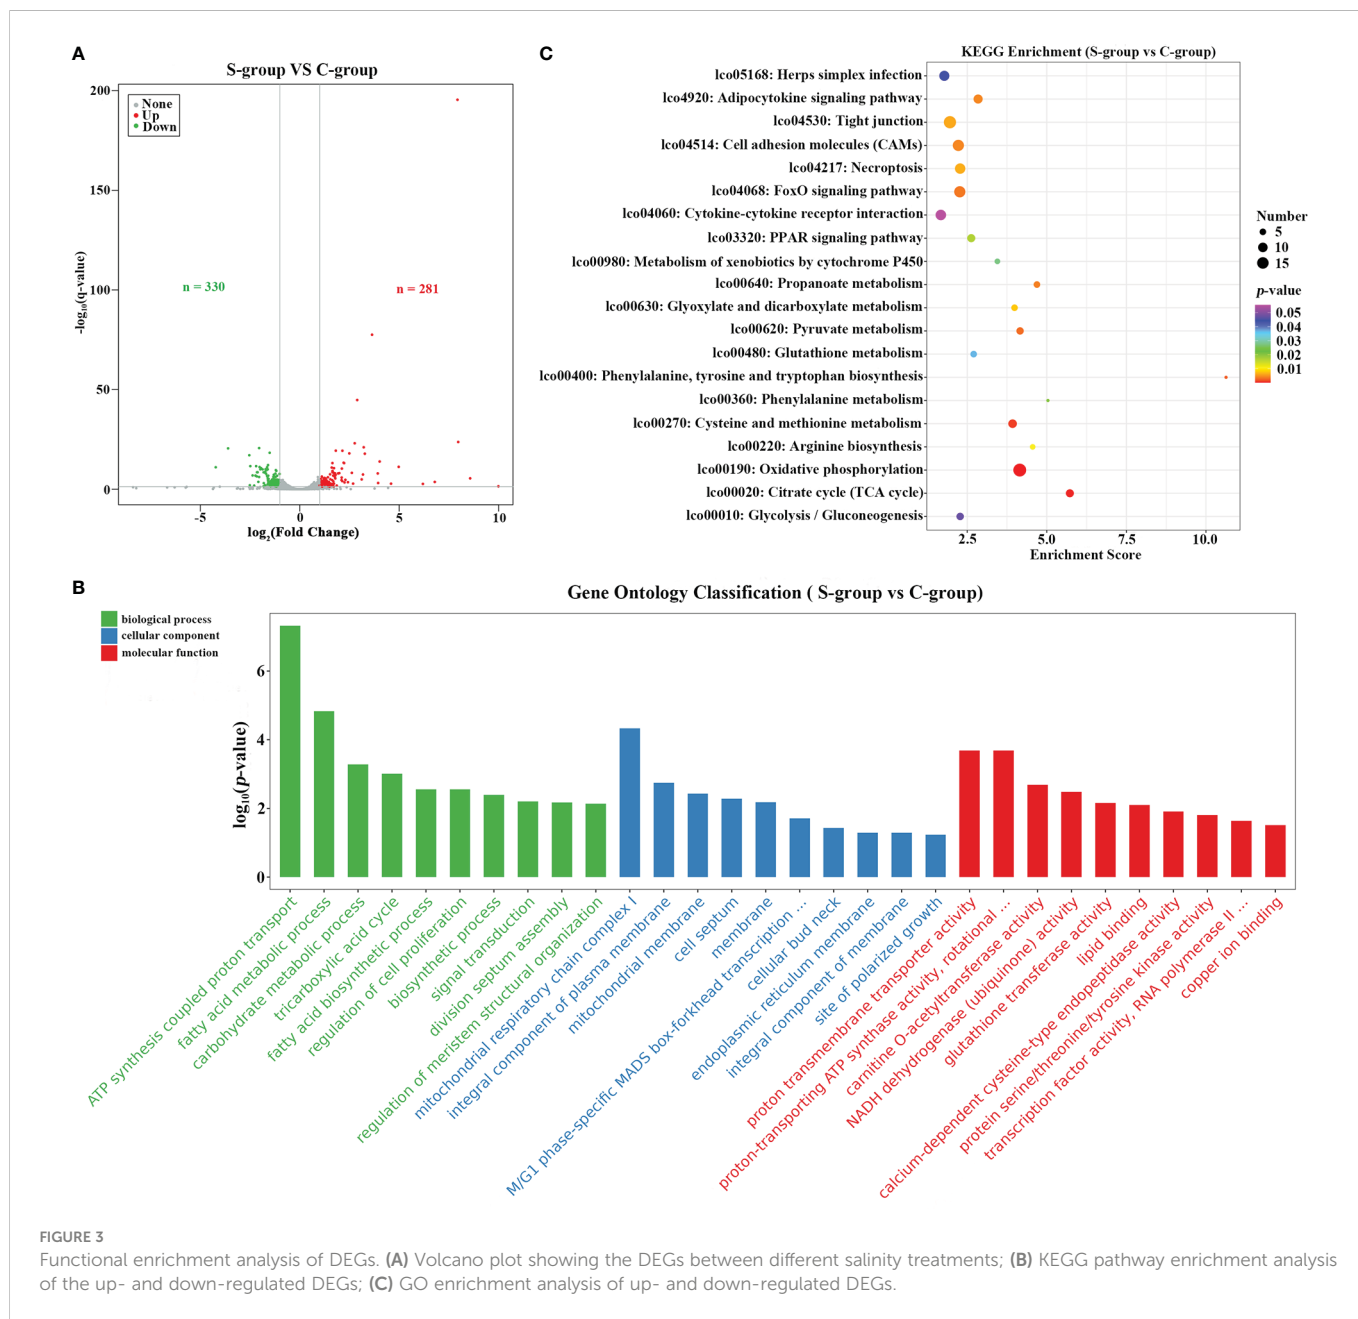 A
S-group VS C-group
None
Up
Down
n = 330
n = 281
200
150
100
50
0
-log10(q-value)
-5
0
5
10
log2(Fold Change)
C
KEGG Enrichment (S-group vs C-group)
lco05168: Herps simplex infection
lco4920: Adipocytokine signaling pathway
lco04530: Tight junction
lco04514: Cell adhesion molecules (CAMs)
lco04217: Necroptosis
lco04068: FoxO signaling pathway
lco04060: Cytokine-cytokine receptor interaction
lco03320: PPAR signaling pathway
lco00980: Metabolism of xenobiotics by cytochrome P450
lco00640: Propanoate metabolism
lco00630: Glyoxylate and dicarboxylate metabolism
lco00620: Pyruvate metabolism
lco00480: Glutathione metabolism
lco00400: Phenylalanine, tyrosine and tryptophan biosynthesis
lco00360: Phenylalanine metabolism
lco00270: Cysteine and methionine metabolism
lco00220: Arginine biosynthesis
lco00190: Oxidative phosphorylation
lco00020: Citrate cycle (TCA cycle)
lco00010: Glycolysis / Gluconeogenesis
2.5
5.0
7.5
10.0
Enrichment Score
Number
5
10
15
p-value
0.05
0.04
0.03
0.02
0.01
B
Gene Ontology Classification ( S-group vs C-group)
biological process
cellular component
molecular function
6
4
2
0
log10(p-value)
ATP synthesis coupled proton transport
fatty acid metabolic process
carbohydrate metabolic process
tricarboxylic acid cycle
fatty acid biosynthetic process
regulation of cell proliferation
biosynthetic process
signal transduction
division septum assembly
regulation of meristem structural organization
mitochondrial respiratory chain complex I
integral component of plasma membrane
mitochondrial membrane
cell septum
membrane
M/G1 phase-specific MADS box-forkhead transcription ...
cellular bud neck
endoplasmic reticulum membrane
integral component of membrane
site of polarized growth
proton transmembrane transporter activity
proton-transporting ATP synthase activity, rotational ...
carnitine O-acetyltransferase activity
NADH dehydrogenase (ubiquinone) activity
glutathione transferase activity
lipid binding
calcium-dependent cysteine-type endopeptidase activity
protein serine/threonine/tyrosine kinase activity
transcription factor activity, RNA polymerase II ...
copper ion binding
FIGURE 3
Functional enrichment analysis of DEGs. (A) Volcano plot showing the DEGs between different salinity treatments; (B) KEGG pathway enrichment analysis
of the up- and down-regulated DEGs; (C) GO enrichment analysis of up- and down-regulated DEGs.